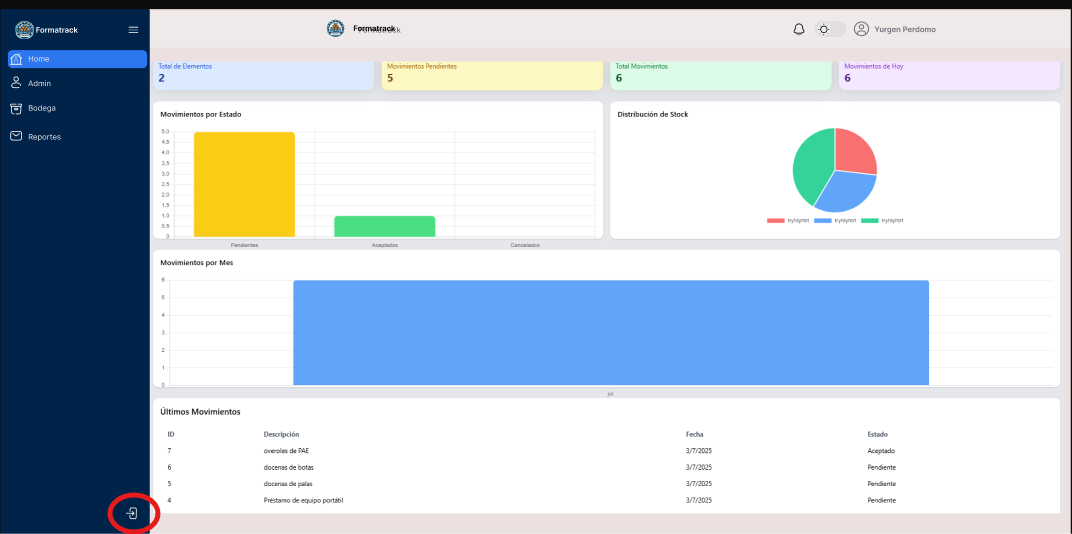 Formatrack
Formatrack
Yurgen Perdomo
Home
Admin
Bodega
Reportes
Total de Elementos
2
Movimientos Pendientes
5
Total Movimientos
6
Movimientos de Hoy
6
Movimientos por Estado
5,0
4,5
4,0
3,5
3,0
2,5
2,0
1,5
1,0
0,5
0
Pendientes Aceptados Cancelados
Distribución de Stock
Movimientos por Mes
6
5
4
3
2
1
0
jul
Últimos Movimientos
ID Descripción Fecha Estado
7 overoles de PAE 3/7/2025 Aceptado
6 docenas de botas 3/7/2025 Pendiente
5 docenas de palas 3/7/2025 Pendiente
4 Préstamo de equipo portátil 3/7/2025 Pendiente